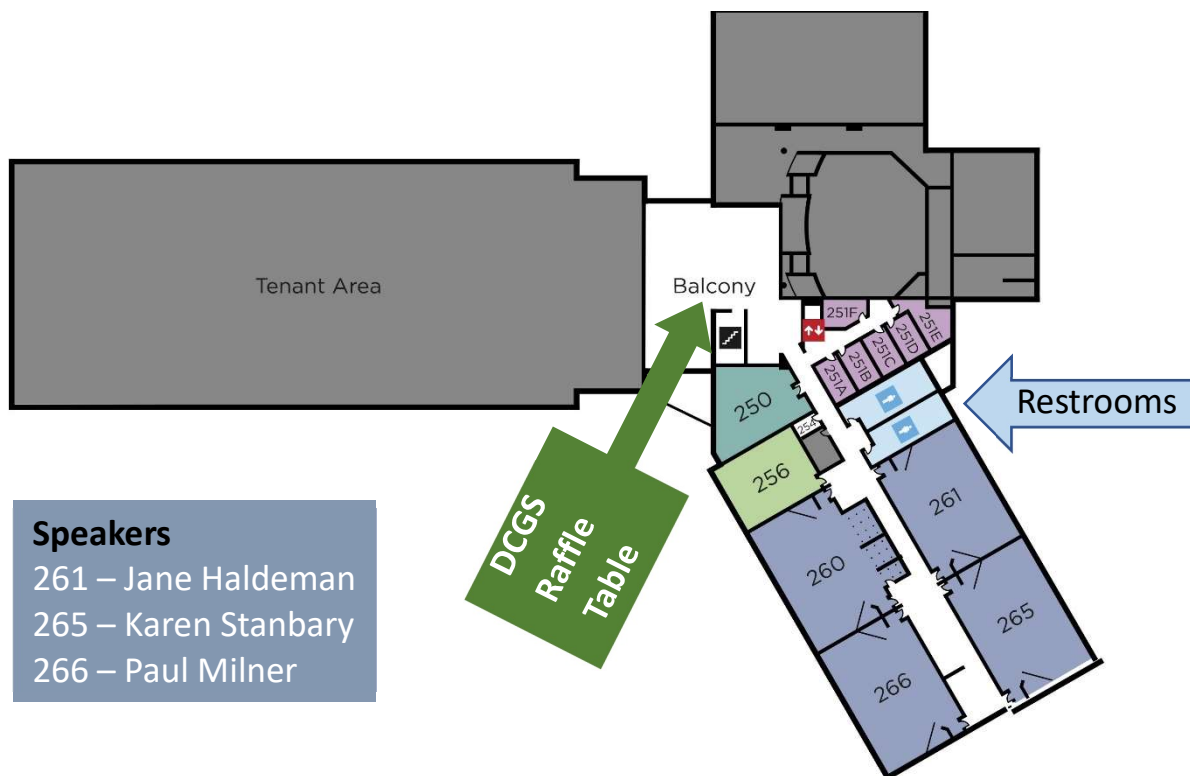 Tenant Area
Balcony
251F
251E
251D
251C
251B
251A
250
254
256
Restrooms
261
260
265
266
DCGS
Raffle
Table
Speakers
261 – Jane Haldeman
265 – Karen Stanbary
266 – Paul Milner